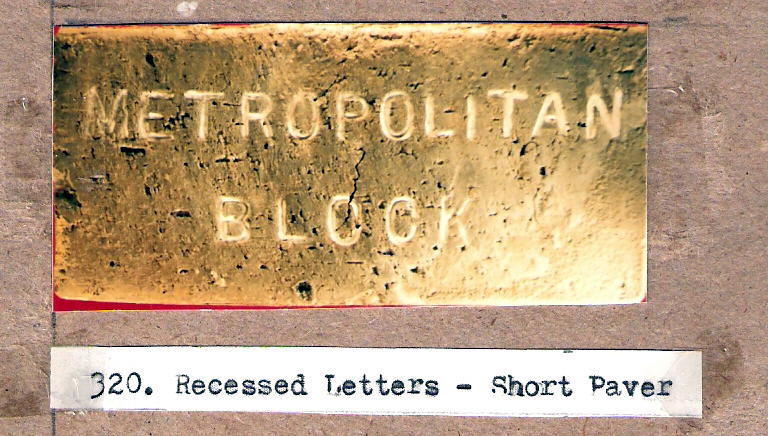 METROPOLITAN
BLOCK
320. Recessed Letters - Short Paver